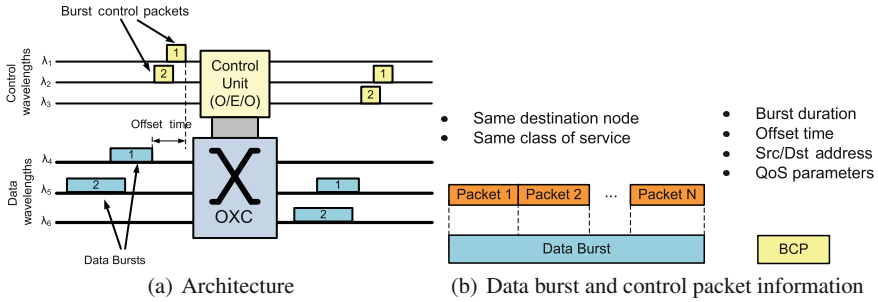 Burst control packets
Control
wavelengths
λ1
λ2
λ3
1
2
Control
Unit
(O/E/O)
1
2
Offset time
Data
wavelengths
λ4
λ5
λ6
1
2
OXC
1
2
Data Bursts
(a) Architecture
• Same destination node
• Same class of service
• Burst duration
• Offset time
• Src/Dst address
• QoS parameters
Packet 1 Packet 2 ... Packet N
Data Burst
BCP
(b) Data burst and control packet information